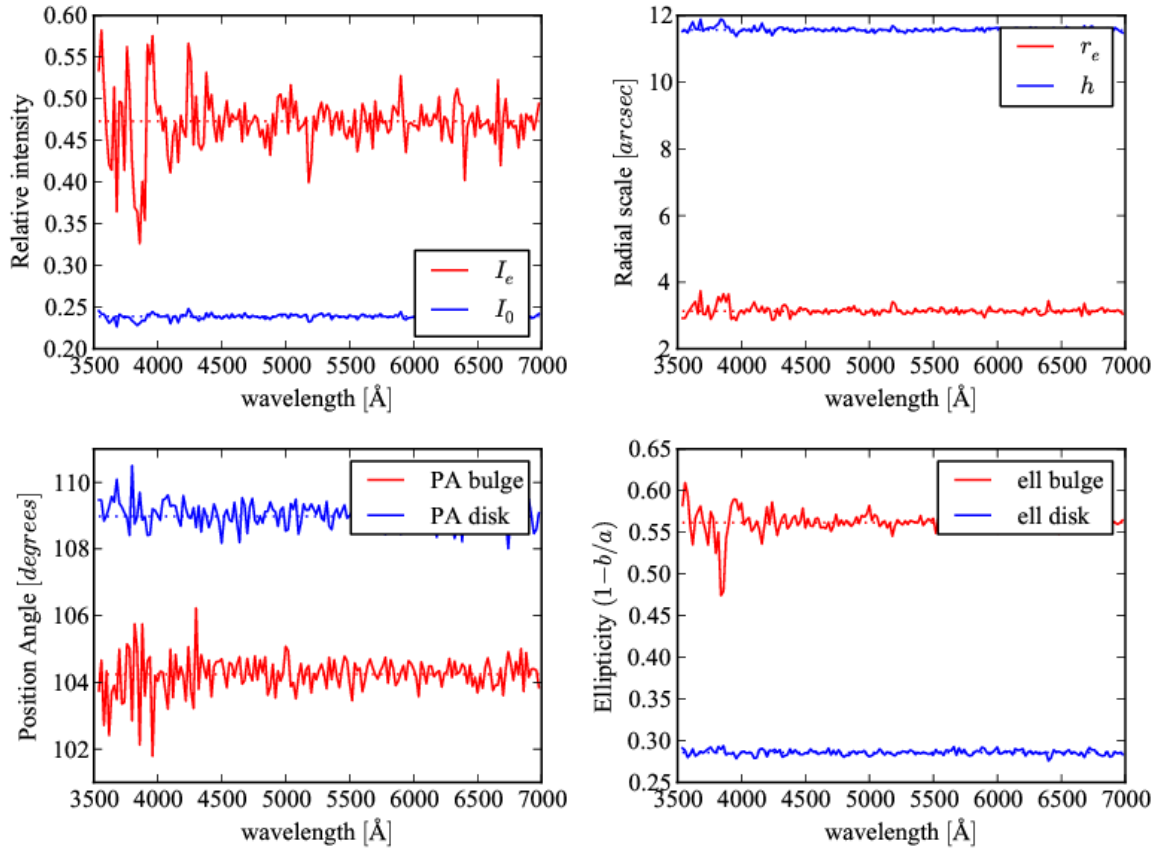 0.60
0.55
0.50
0.45
0.40
0.35
0.30
0.25
0.20
Relative intensity
I_e
I_0
3500 4000 4500 5000 5500 6000 6500 7000
wavelength [Å]
12
10
8
6
4
2
Radial scale [arcsec]
r_e
h
3500 4000 4500 5000 5500 6000 6500 7000
wavelength [Å]
110
108
106
104
102
Position Angle [degrees]
PA bulge
PA disk
3500 4000 4500 5000 5500 6000 6500 7000
wavelength [Å]
0.65
0.60
0.55
0.50
0.45
0.40
0.35
0.30
0.25
Ellipticity (1−b/a)
ell bulge
ell disk
3500 4000 4500 5000 5500 6000 6500 7000
wavelength [Å]